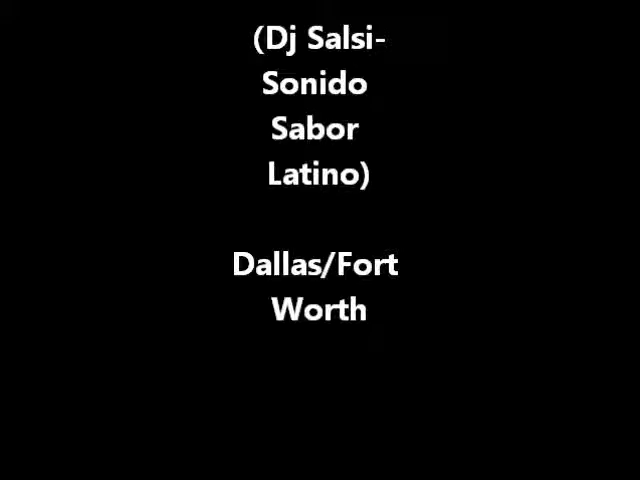 (Dj Salsi-
Sonido
Sabor
Latino)
Dallas/Fort
Worth